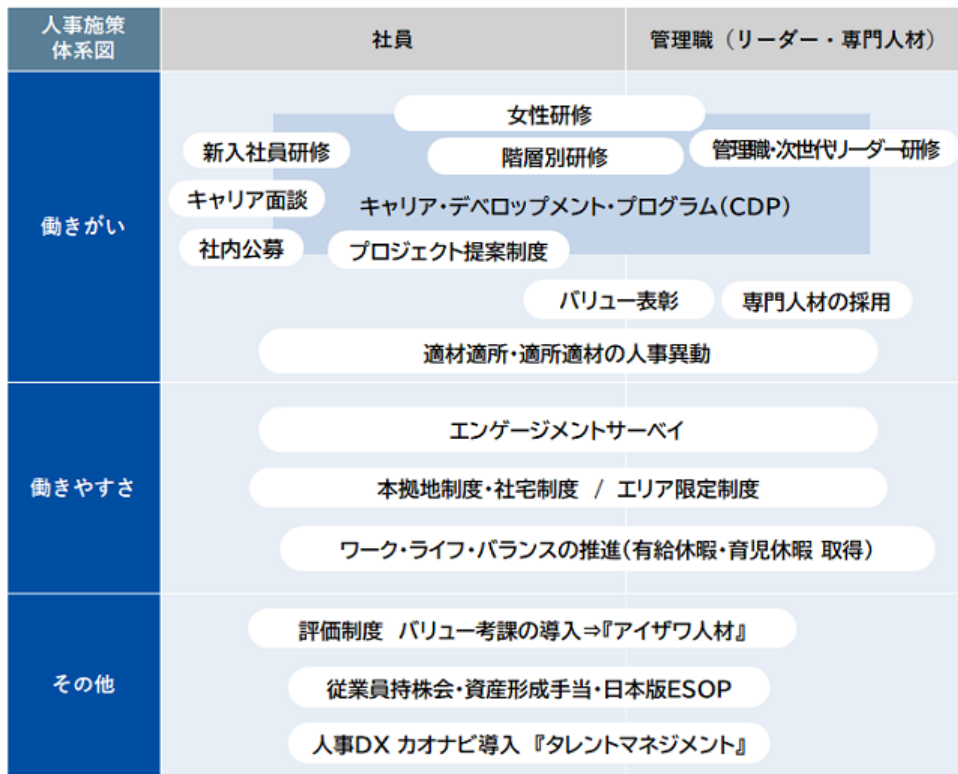 人事施策
体系図
社員
管理職（リーダー・専門人材）
働きがい
女性研修
新入社員研修
階層別研修
管理職・次世代リーダー研修
キャリア面談
キャリア・デベロップメント・プログラム(CDP)
社内公募
プロジェクト提案制度
バリュー表彰
専門人材の採用
適材適所・適所適材の人事異動
働きやすさ
エンゲージメントサーベイ
本拠地制度・社宅制度 / エリア限定制度
ワーク・ライフ・バランスの推進(有給休暇・育児休暇 取得)
その他
評価制度 バリュー考課の導入⇒『アイザワ人材』
従業員持株会・資産形成手当・日本版ESOP
人事DX カオナビ導入 『タレントマネジメント』